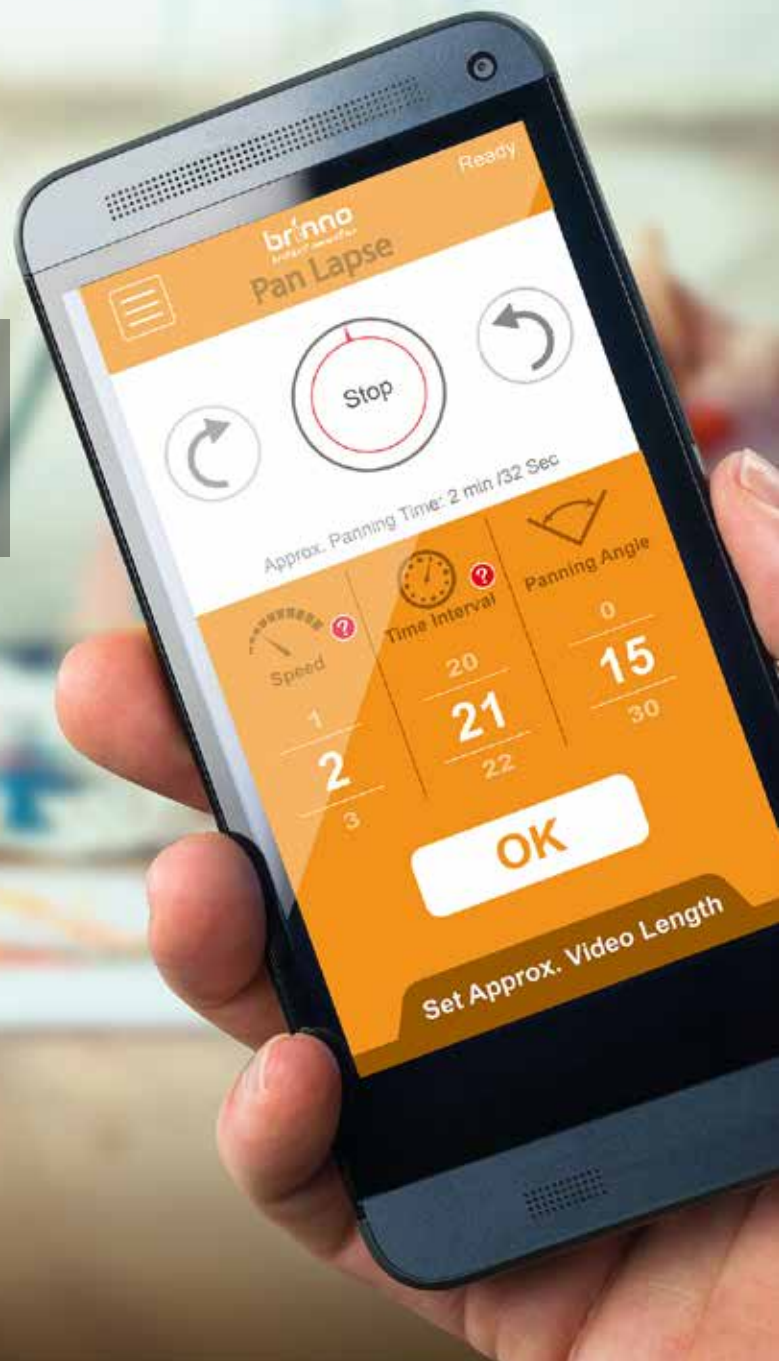 Ready
brinno
Pan Lapse
Stop
Approx. Panning Time: 2 min /32 Sec
? ?
Speed Time Interval Panning Angle
1 20 0
2 21 15
3 22 30
OK
Set Approx. Video Length